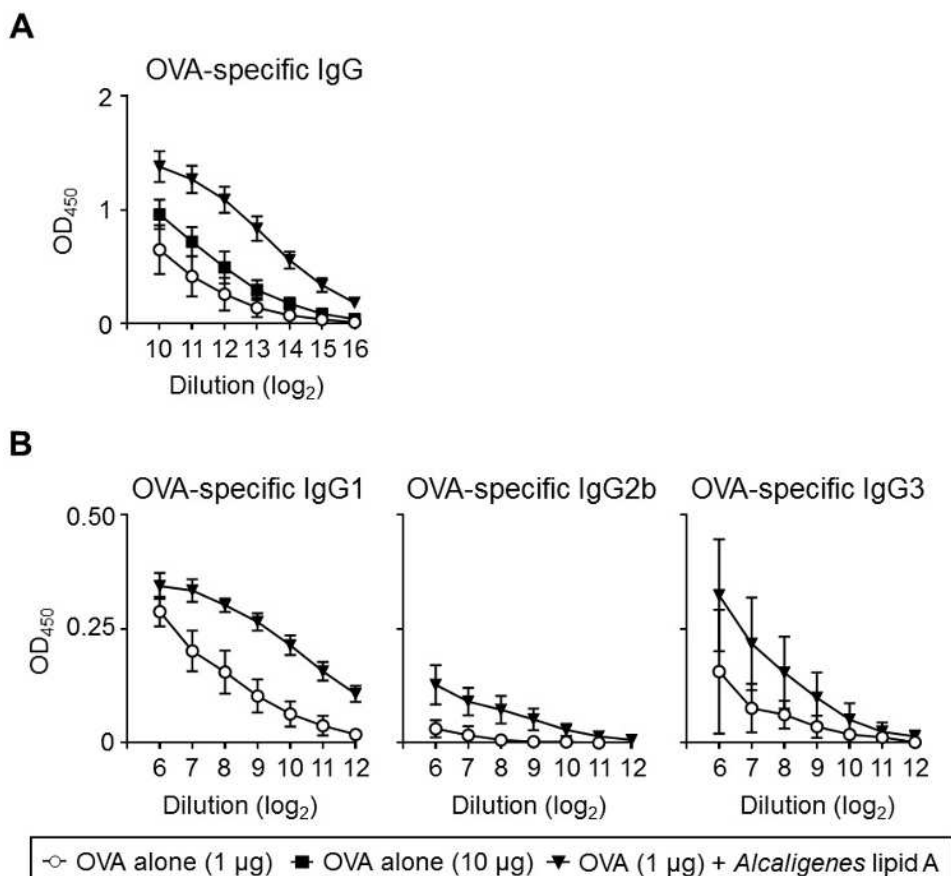 A
OVA-specific IgG
2
1
0
OD₄₅₀
10 11 12 13 14 15 16
Dilution (log₂)
B
OVA-specific IgG1 OVA-specific IgG2b OVA-specific IgG3
0.50
0.25
0
OD₄₅₀
6 7 8 9 10 11 12 6 7 8 9 10 11 12 6 7 8 9 10 11 12
Dilution (log₂) Dilution (log₂) Dilution (log₂)
OVA alone (1 µg) OVA alone (10 µg) OVA (1 µg) + Alcaligenes lipid A